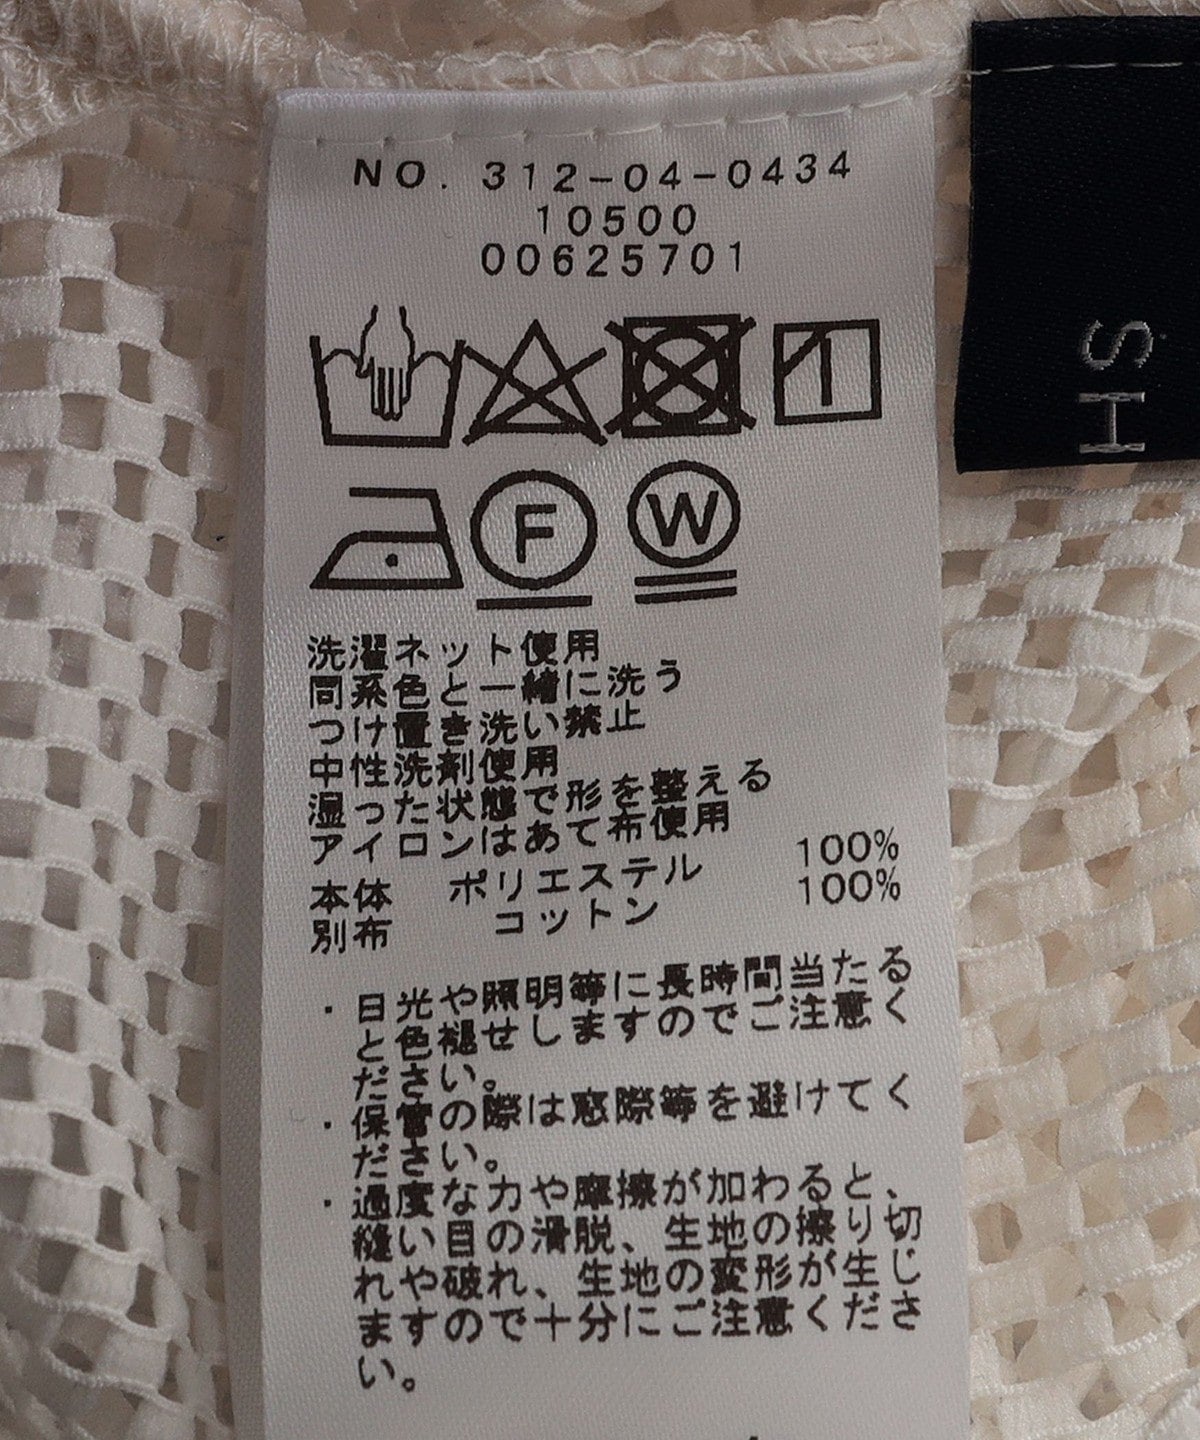 NO. 312-04-0434
10500
00625701
F
W
洗濯ネット使用
同系色と一緒に洗う
つけ置き洗い禁止
中性洗剤使用
湿った状態で形を整える
アイロンはあて布使用
本体 ポリエステル 100%
別布 コットン 100%
・日光や照明等に長時間当たる
と色褪せしますのでご注意く
ださい。
・保管の際は窓際等を避けてく
ださい。
・過度な力や摩擦が加わると、
縫い目の滑脱、生地の擦り切
れや破れ、生地の変形が生じ
ますので十分にご注意くださ
い。
HS